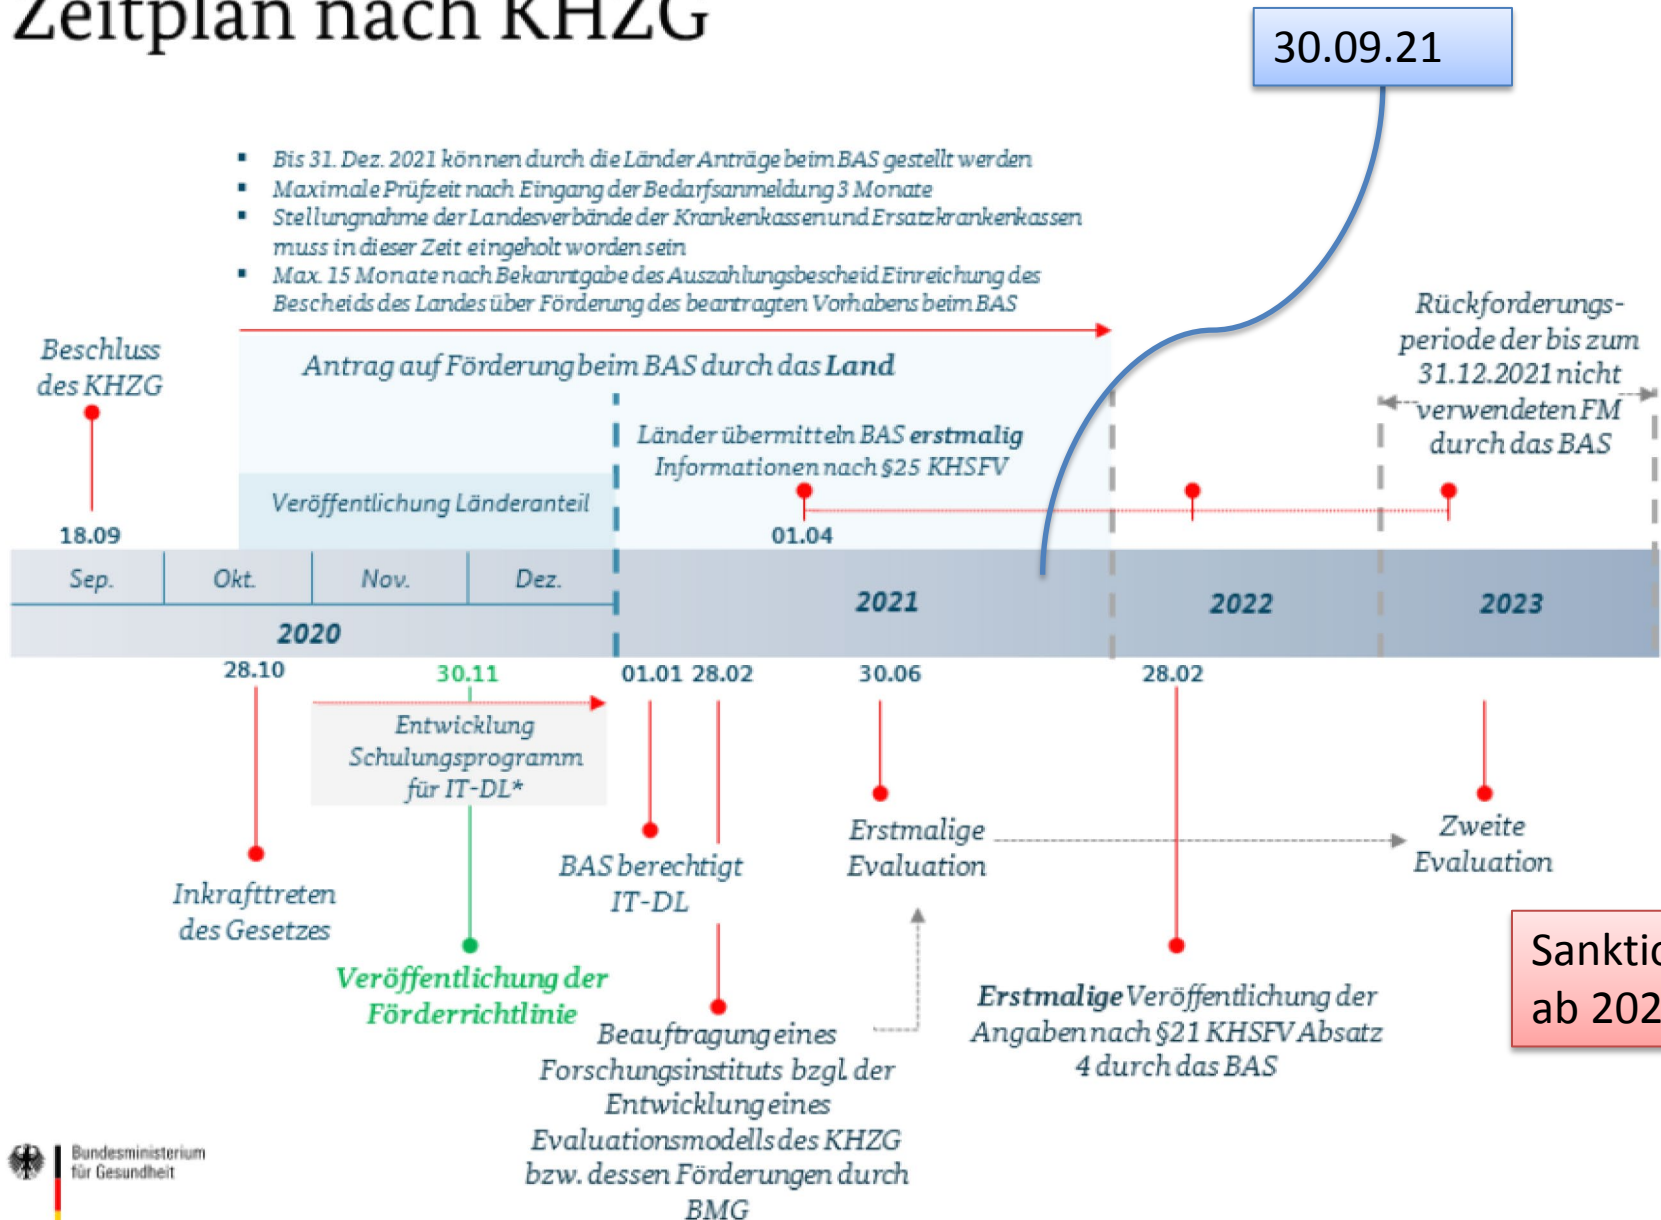 Zeitplan nach KHZG
30.09.21
▪ Bis 31. Dez. 2021 können durch die Länder Anträge beim BAS gestellt werden
▪ Maximale Prüfzeit nach Eingang der Bedarfsanmeldung 3 Monate
▪ Stellungnahme der Landesverbände der Krankenkassen und Ersatzkrankenkassen
muss in dieser Zeit eingeholt worden sein
▪ Max. 15 Monate nach Bekanntgabe des Auszahlungsbescheid Einreichung des
Bescheids des Landes über Förderung des beantragten Vorhabens beim BAS
Beschluss
des KHZG
Antrag auf Förderung beim BAS durch das Land
Rückforderungs-
periode der bis zum
31.12.2021 nicht
verwendeten FM
durch das BAS
Länder übermitteln BAS erstmalig
Informationen nach §25 KHSFV
Veröffentlichung Länderanteil
18.09
01.04
Sep. Okt. Nov. Dez.
2020
2021
2022
2023
28.10
30.11
01.01 28.02
30.06
28.02
Entwicklung
Schulungsprogramm
für IT-DL*
Inkrafttreten
des Gesetzes
Veröffentlichung der
Förderrichtlinie
BAS berechtigt
IT-DL
Erstmalige
Evaluation
Zweite
Evaluation
Beauftragung eines
Forschungsinstituts bzgl. der
Entwicklung eines
Evaluationsmodells des KHZG
bzw. dessen Förderungen durch
BMG
Erstmalige Veröffentlichung der
Angaben nach §21 KHSFV Absatz
4 durch das BAS
ab
Bundesministerium
für Gesundheit